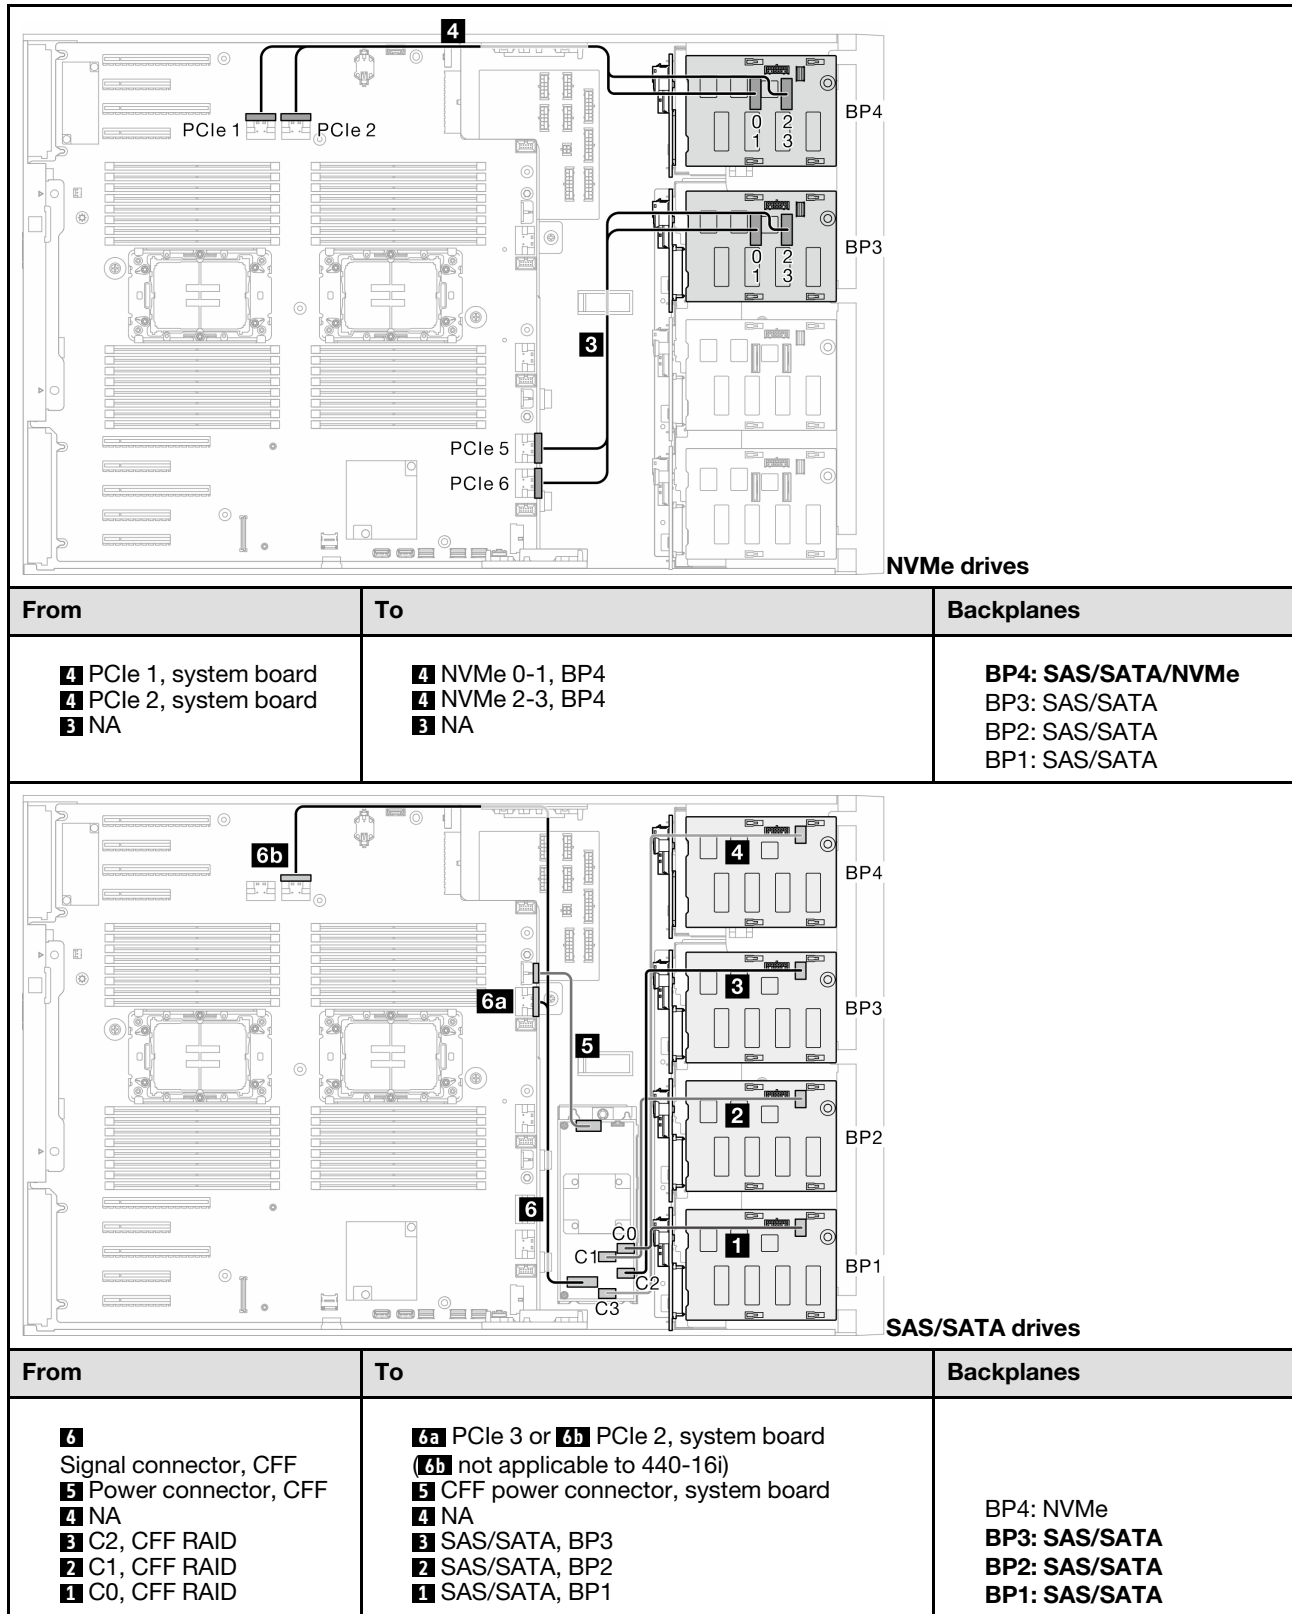 4
PCIe 1
PCIe 2
BP4
0 2
1 3
BP3
0 2
1 3
3
PCIe 5
PCIe 6
NVMe drives
From To Backplanes
4 PCIe 1, system board
4 PCIe 2, system board
3 NA
4 NVMe 0-1, BP4
4 NVMe 2-3, BP4
3 NA
BP4: SAS/SATA/NVMe
BP3: SAS/SATA
BP2: SAS/SATA
BP1: SAS/SATA
6b
4
BP4
6a
3
BP3
5
2
BP2
6
C0
C1
1
C2
BP1
C3
SAS/SATA drives
From To Backplanes
6
Signal connector, CFF
5 Power connector, CFF
4 NA
3 C2, CFF RAID
2 C1, CFF RAID
1 C0, CFF RAID
6a PCIe 3 or 6b PCIe 2, system board
(6b not applicable to 440-16i)
5 CFF power connector, system board
4 NA
3 SAS/SATA, BP3
2 SAS/SATA, BP2
1 SAS/SATA, BP1
BP4: NVMe
BP3: SAS/SATA
BP2: SAS/SATA
BP1: SAS/SATA